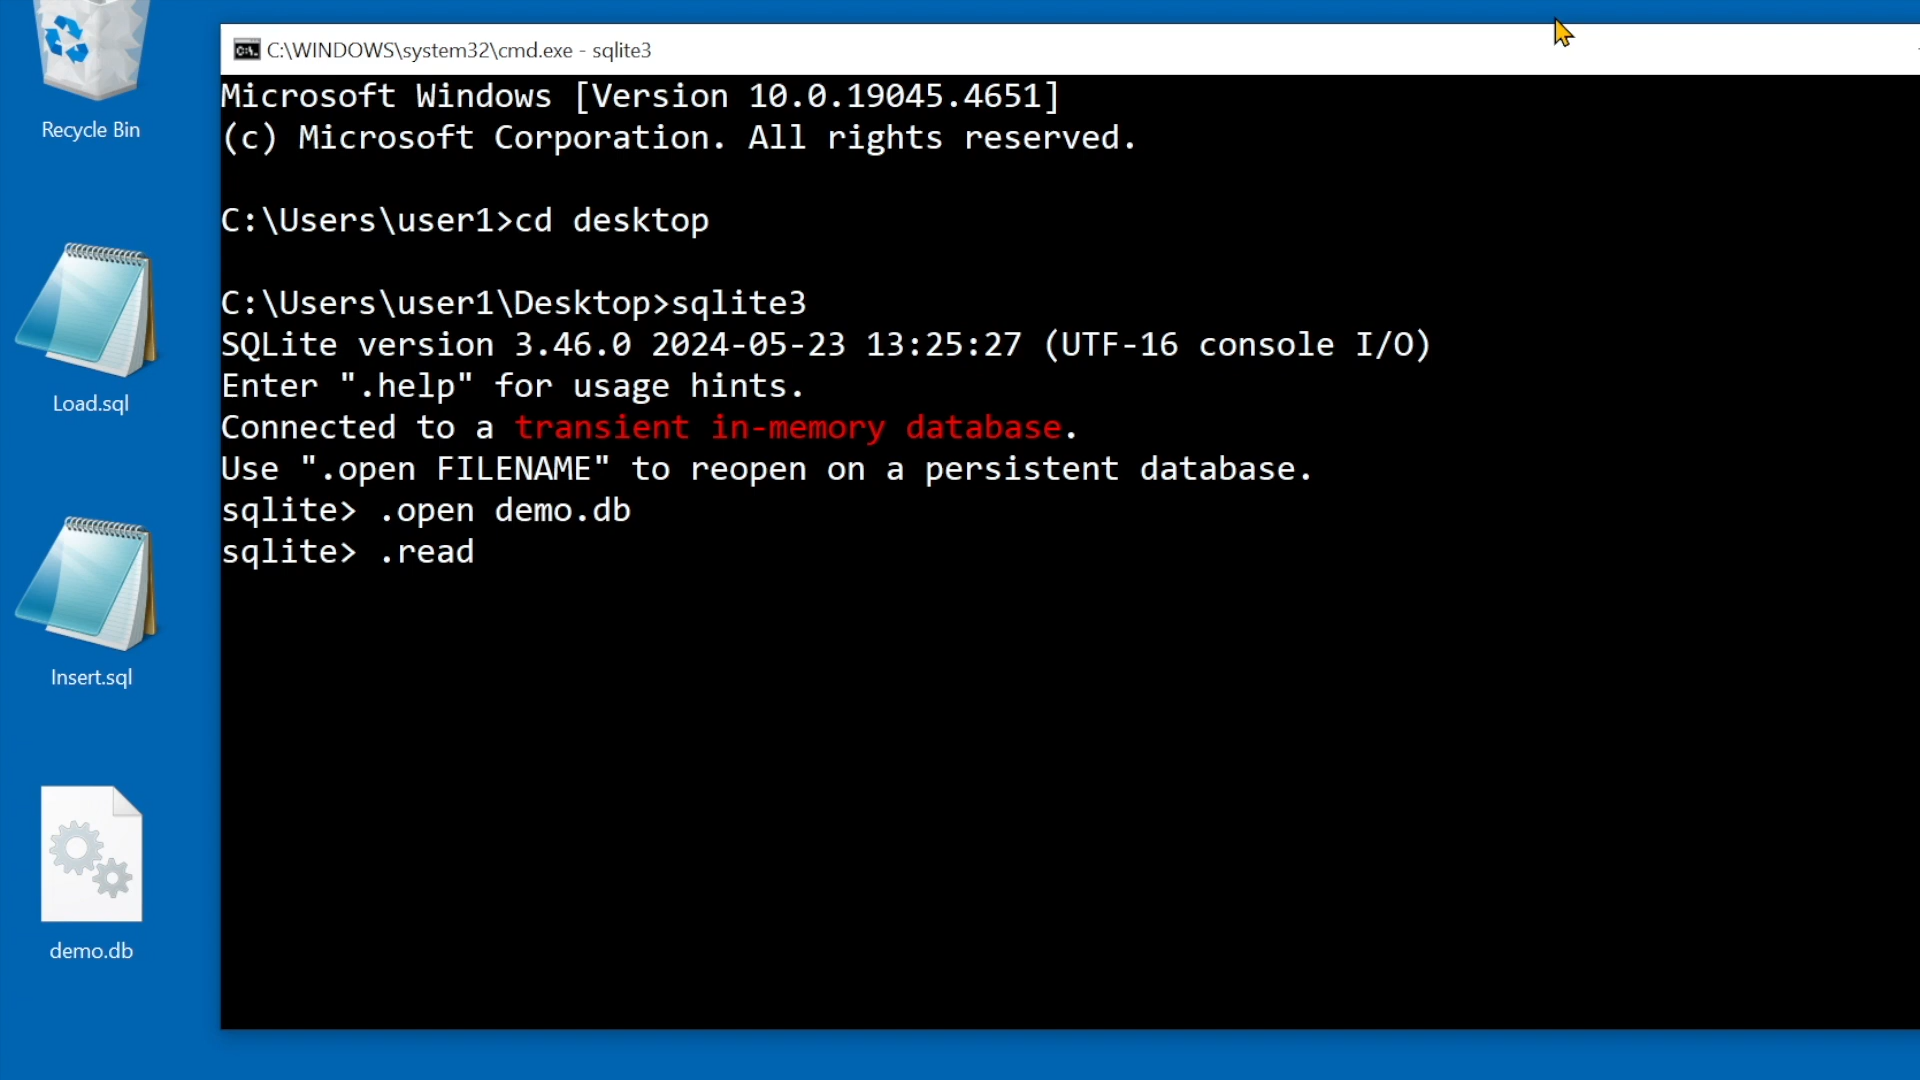 Recycle Bin
Load.sql
Insert.sql
demo.db
C:\WINDOWS\system32\cmd.exe - sqlite3
Microsoft Windows [Version 10.0.19045.4651]
(c) Microsoft Corporation. All rights reserved.
C:\Users\user1>cd desktop
C:\Users\user1\Desktop>sqlite3
SQLite version 3.46.0 2024-05-23 13:25:27 (UTF-16 console I/O)
Enter ".help" for usage hints.
Connected to a transient in-memory database.
Use ".open FILENAME" to reopen on a persistent database.
sqlite> .open demo.db
sqlite> .read